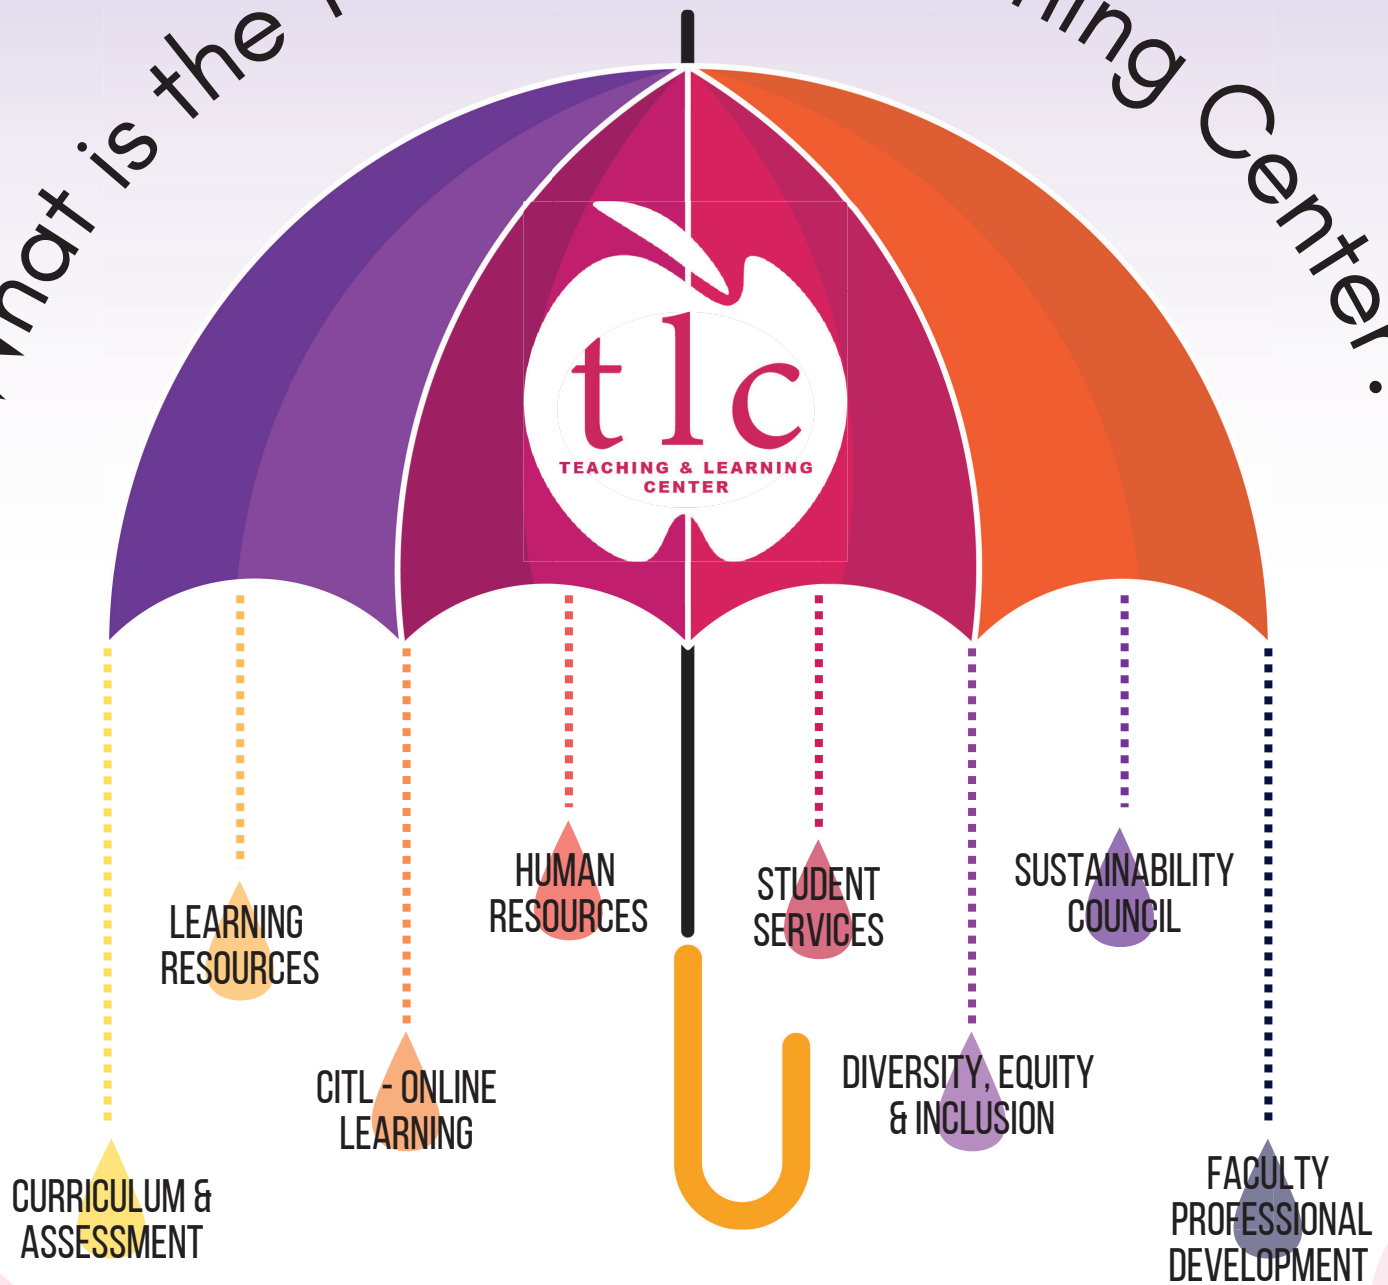 What is the
ning Center?
tlc
TEACHING & LEARNING
CENTER
HUMAN
RESOURCES
STUDENT
SERVICES
SUSTAINABILITY
COUNCIL
LEARNING
RESOURCES
CITL - ONLINE
LEARNING
DIVERSITY, EQUITY
& INCLUSION
CURRICULUM &
ASSESSMENT
FACULTY
PROFESSIONAL
DEVELOPMENT